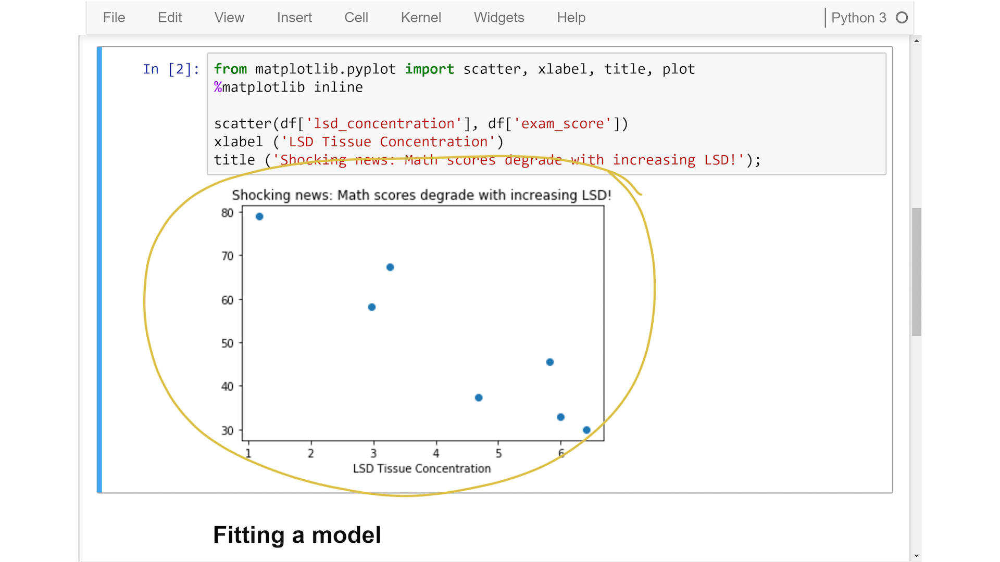 File Edit View Insert Cell Kernel Widgets Help Python 3
In [2]: from matplotlib.pyplot import scatter, xlabel, title, plot
%matplotlib inline
scatter(df['lsd_concentration'], df['exam_score'])
xlabel ('LSD Tissue Concentration')
title ('Shocking news: Math scores degrade with increasing LSD!');
Shocking news: Math scores degrade with increasing LSD!
80
70
60
50
40
30
1 2 3 4 5 6
LSD Tissue Concentration
Fitting a model